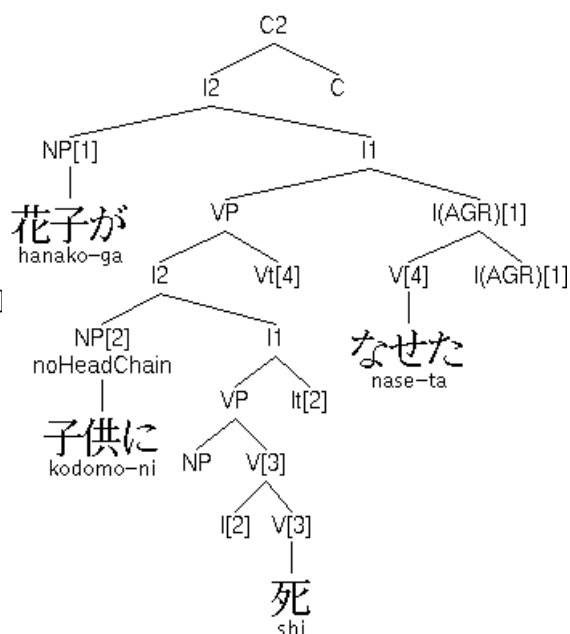 C2
I2 C
NP[1] I1
花子が VP I(AGR)[1]
hanako-ga
I2 Vt[4] V[4] I(AGR)[1]
]
NP[2] I1 なせた
noHeadChain nase-ta
VP It[2]
子供に NP V[3]
kodomo-ni
I[2] V[3]
死
shi